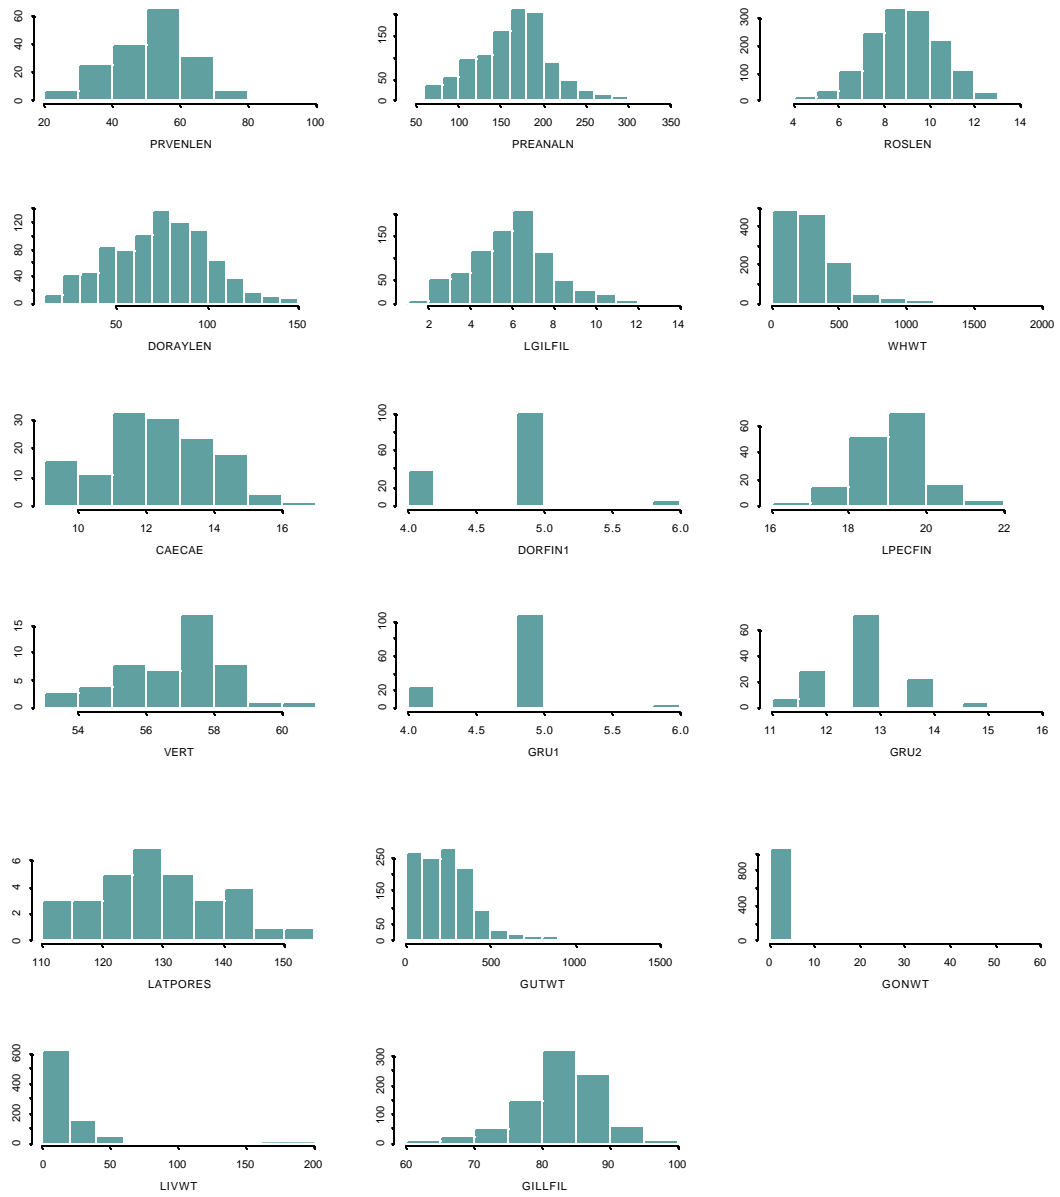 0 20 40 60
20 40 60 80 100
PRVENLEN
0 50 150
50 100 150 200 250 300 350
PREANALN
0 100 200 300
4 6 8 10 12 14
ROSLEN
0 40 80 120
50 100 150
DORAYLEN
0 50 150
2 4 6 8 10 12 14
LGILFIL
0 200 400
0 500 1000 1500 2000
WHWT
0 10 20 30
10 12 14 16
CAECAE
0 20 60 100
4.0 4.5 5.0 5.5 6.0
DORFIN1
0 20 40 60
16 18 20 22
LPECFIN
0 5 10 15
54 56 58 60
VERT
0 20 60 100
4.0 4.5 5.0 5.5 6.0
GRU1
0 20 40 60
11 12 13 14 15 16
GRU2
0 2 4 6
110 120 130 140 150
LATPORES
0 50 150 250
0 500 1000 1500
GUTWT
0 400 800
0 10 20 30 40 50 60
GONWT
0 200 400 600
0 50 100 150 200
LIVWT
0 100 200 300
60 70 80 90 100
GILLFIL